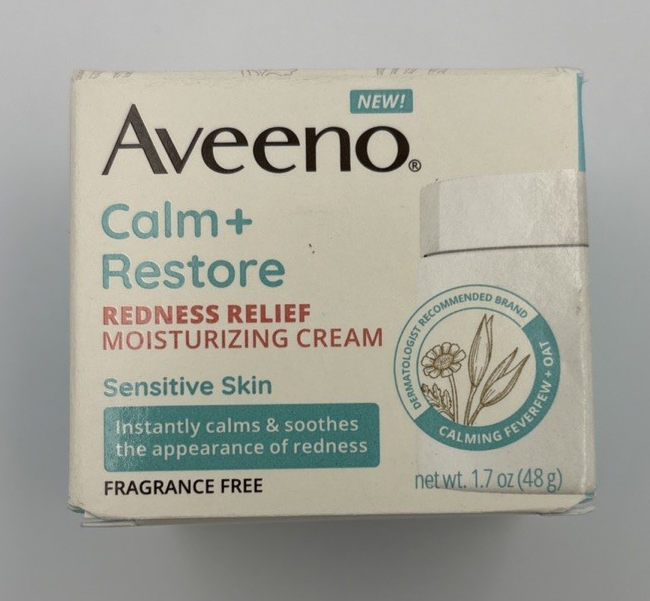 NEW!
Aveeno®
Calm+
Restore
REDNESS RELIEF
MOISTURIZING CREAM
Sensitive Skin
Instantly calms & soothes
the appearance of redness
FRAGRANCE FREE
DERMATOLOGIST RECOMMENDED BRAND
CALMING FEVERFEW + OAT
net wt. 1.7 oz (48 g)